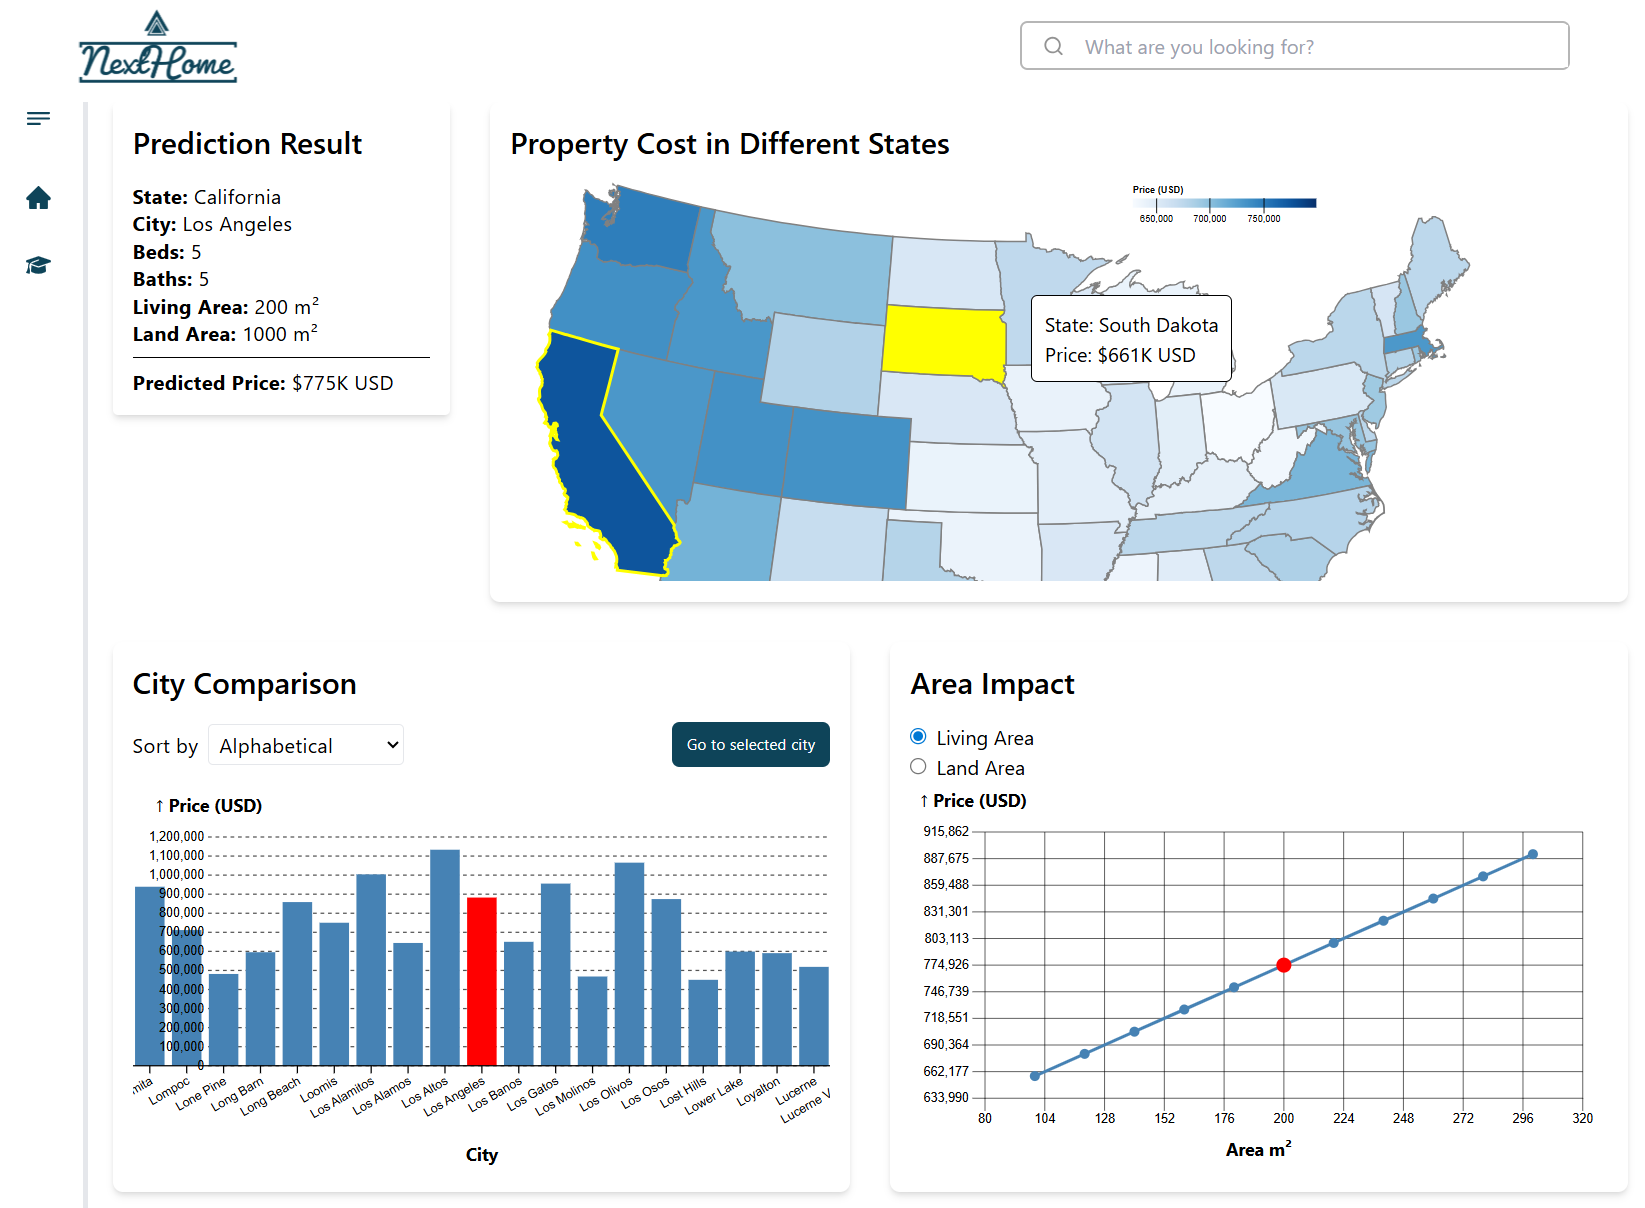 NextHome
What are you looking for?
Prediction Result
State: California
City: Los Angeles
Beds: 5
Baths: 5
Living Area: 200 m²
Land Area: 1000 m²
Predicted Price: $775K USD
Property Cost in Different States
Price (USD)
650,000 700,000 750,000
State: South Dakota
Price: $661K USD
City Comparison
Sort by Alphabetical
Go to selected city
↑ Price (USD)
1,200,000
1,100,000
1,000,000
900,000
800,000
700,000
600,000
500,000
400,000
300,000
200,000
100,000
0
mita
Lompoc
Lone Pine
Long Barn
Long Beach
Loomis
Los Alamitos
Los Alamos
Los Altos
Los Angeles
Los Banos
Los Gatos
Los Molinos
Los Olivos
Los Osos
Lost Hills
Lower Lake
Loyalton
Lucerne
Lucerne V
City
Area Impact
Living Area
Land Area
↑ Price (USD)
915,862
887,675
859,488
831,301
803,113
774,926
746,739
718,551
690,364
662,177
633,990
80 104 128 152 176 200 224 248 272 296 320
Area m²